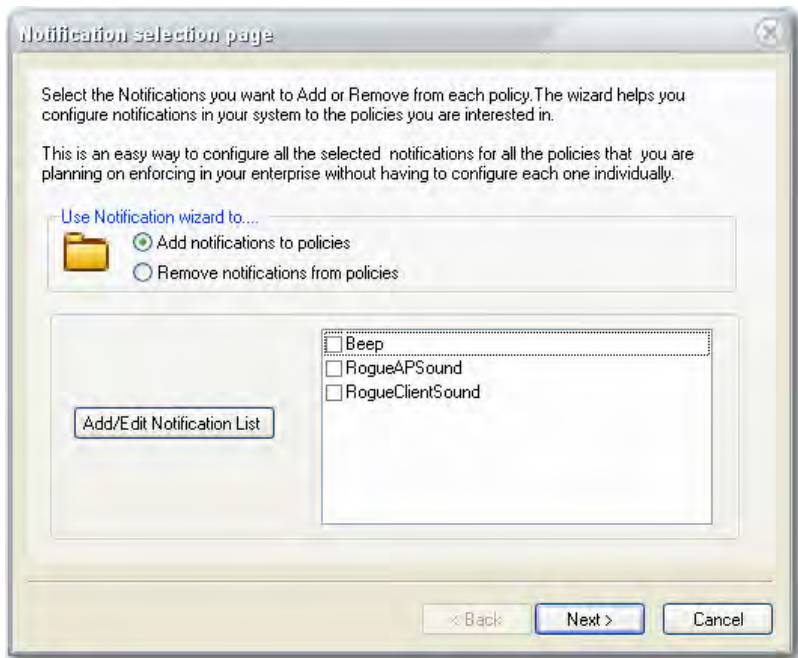 Notification selection page
Select the Notifications you want to Add or Remove from each policy.The wizard helps you
configure notifications in your system to the policies you are interested in.
This is an easy way to configure all the selected notifications for all the policies that you are
planning on enforcing in your enterprise without having to configure each one individually.
Use Notification wizard to....
Add notifications to policies
Remove notifications from policies
Beep
RogueAPSound
RogueClientSound
Add/Edit Notification List
< Back
Next >
Cancel